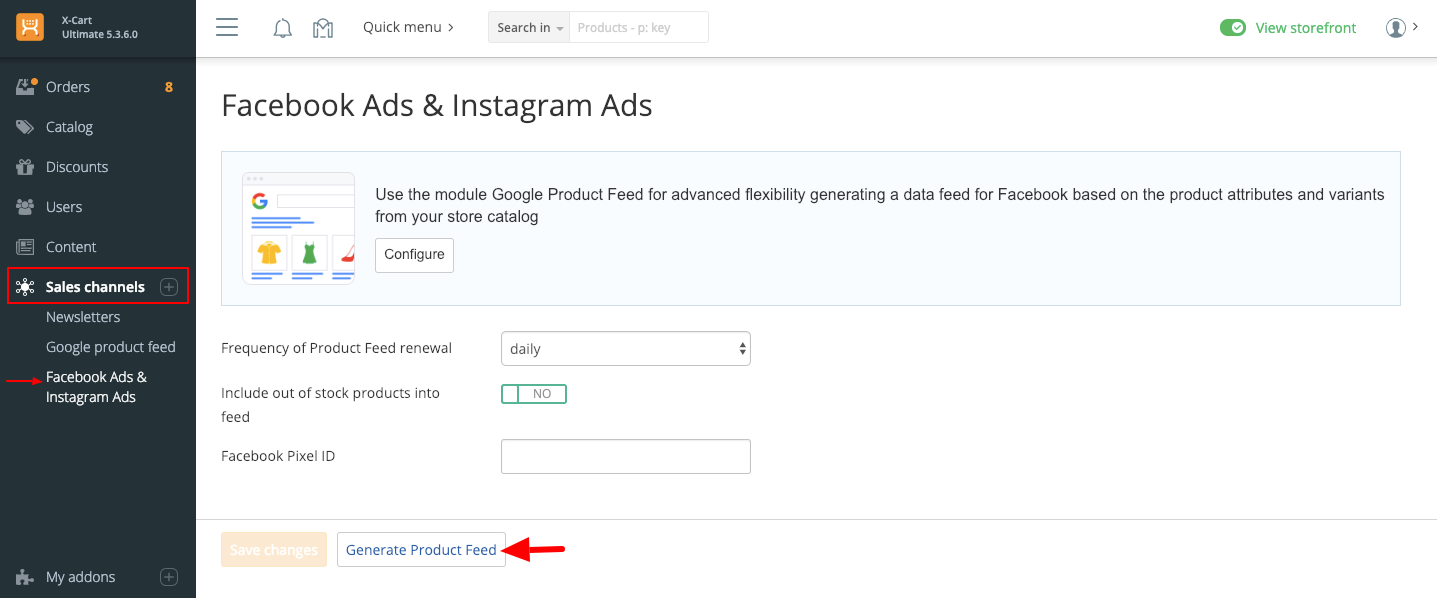 X-Cart
Ultimate 5.3.6.0
Quick menu
Search in
Products - p: key
View storefront
Orders
8
Catalog
Discounts
Users
Content
Sales channels
Newsletters
Google product feed
Facebook Ads &
Instagram Ads
My addons
Facebook Ads & Instagram Ads
G
Use the module Google Product Feed for advanced flexibility generating a data feed for Facebook based on the product attributes and variants
from your store catalog
Configure
Frequency of Product Feed renewal
daily
Include out of stock products into
feed
NO
Facebook Pixel ID
Save changes
Generate Product Feed